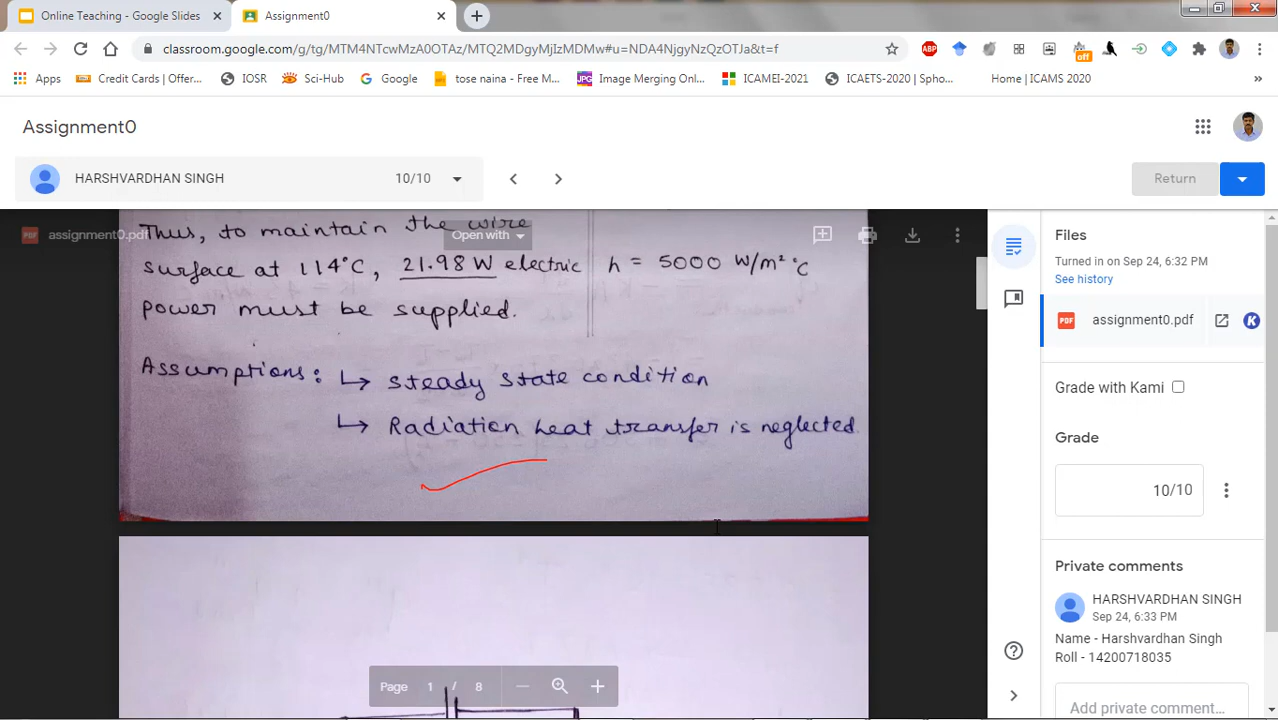 Online Teaching - Google Slides
Assignment0
classroom.google.com/g/tg/MTM4NTcwMzA0OTAz/MTQ2MDgyMjIzMDMw#u=NDA4NjgyNzQzOTJa&t=f
ABP
off
Apps
Credit Cards | Offer...
IOSR
Sci-Hub
Google
tose naina - Free M...
JPG
Image Merging Onl...
ICAMEI-2021
ICAETS-2020 | Spho...
Home | ICAMS 2020
»
Assignment0
HARSHVARDHAN SINGH 10/10
Return
PDF assignment0.pdf
Open with
Thus, to maintain the wire
surface at 114°C, 21.98 W electric
h = 5000 W/m² °C
power must be supplied.
Assumptions: ↳ steady state condition
↳ Radiation heat transfer is neglected.
Page 1 / 8
Files
Turned in on Sep 24, 6:32 PM
See history
PDF assignment0.pdf
K
Grade with Kami
Grade
10/10
Private comments
HARSHVARDHAN SINGH
Sep 24, 6:33 PM
Name - Harshvardhan Singh
Roll - 14200718035
Add private comment...